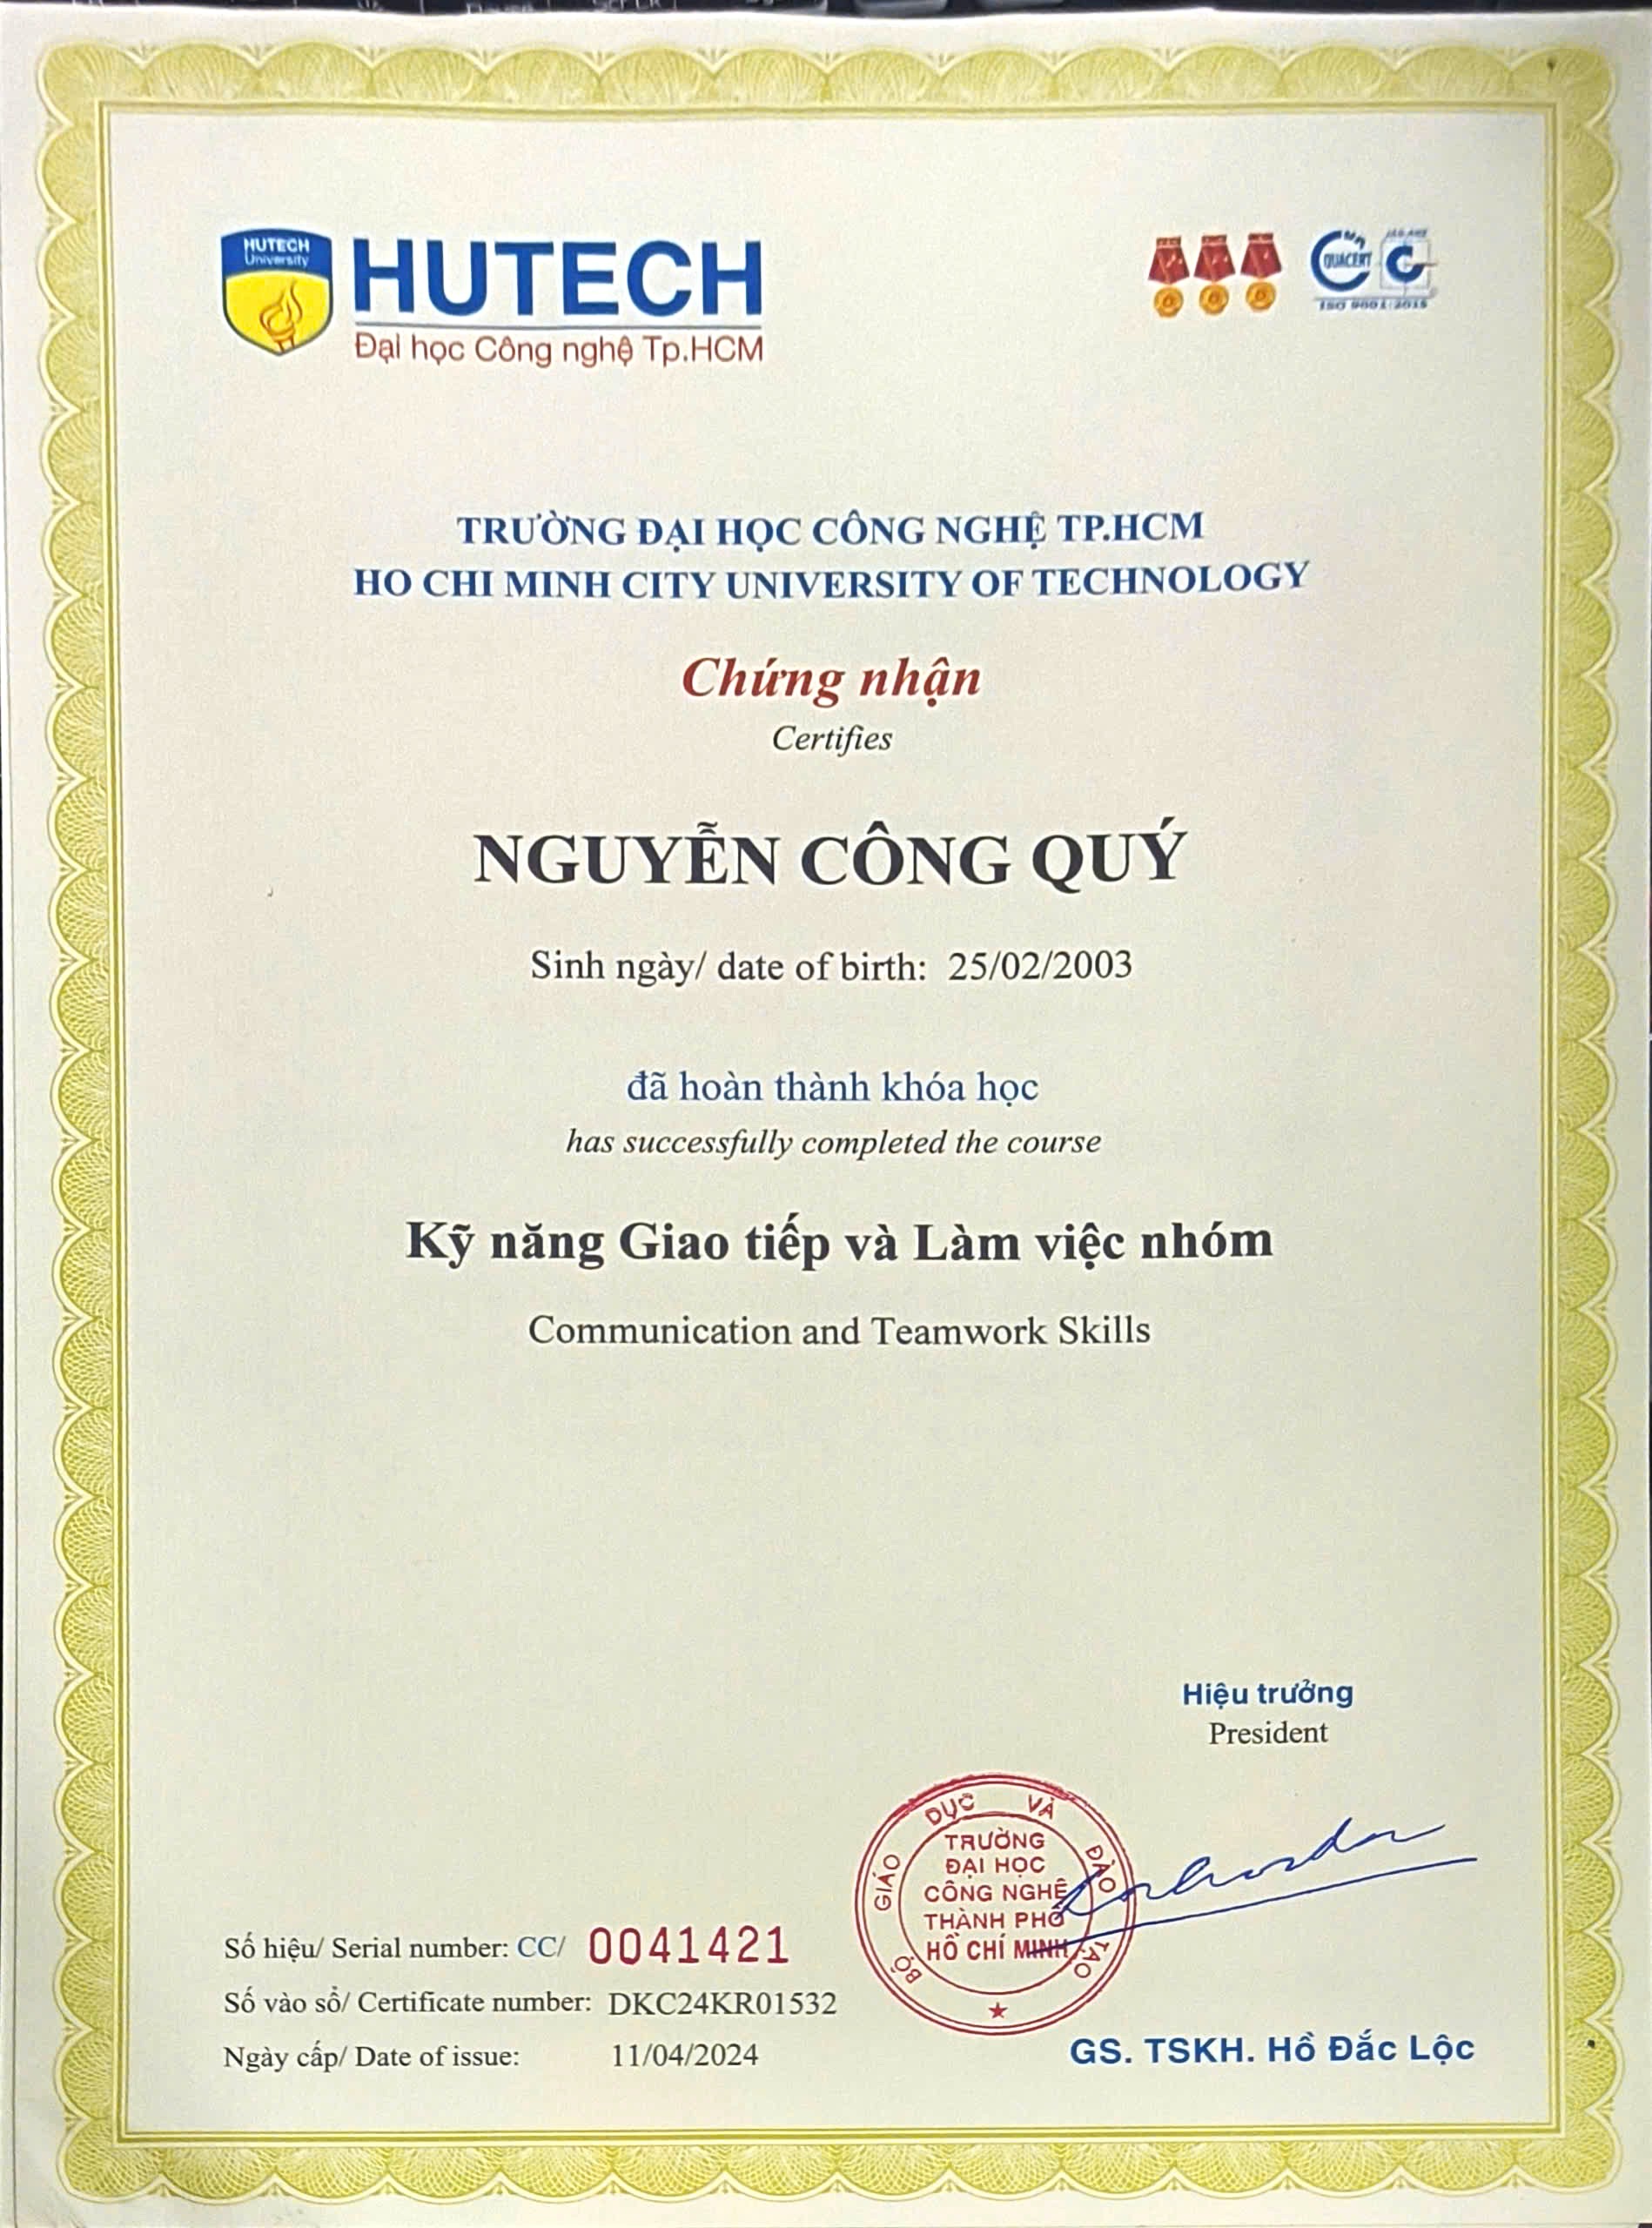 HUTECH
University
HUTECH
Đại học Công nghệ Tp.HCM
QUACERT
ISO 9001:2015
TRƯỜNG ĐẠI HỌC CÔNG NGHỆ TP.HCM
HO CHI MINH CITY UNIVERSITY OF TECHNOLOGY
Chứng nhận
Certifies
NGUYỄN CÔNG QUÝ
Sinh ngày/ date of birth: 25/02/2003
đã hoàn thành khóa học
has successfully completed the course
Kỹ năng Giao tiếp và Làm việc nhóm
Communication and Teamwork Skills
Hiệu trưởng
President
BỘ GIÁO DỤC VÀ ĐÀO TẠO
TRƯỜNG
ĐẠI HỌC
CÔNG NGHỆ
THÀNH PHỐ
HỒ CHÍ MINH
Số hiệu/ Serial number: CC/ 0041421
Số vào sổ/ Certificate number: DKC24KR01532
Ngày cấp/ Date of issue: 11/04/2024
GS. TSKH. Hồ Đắc Lộc